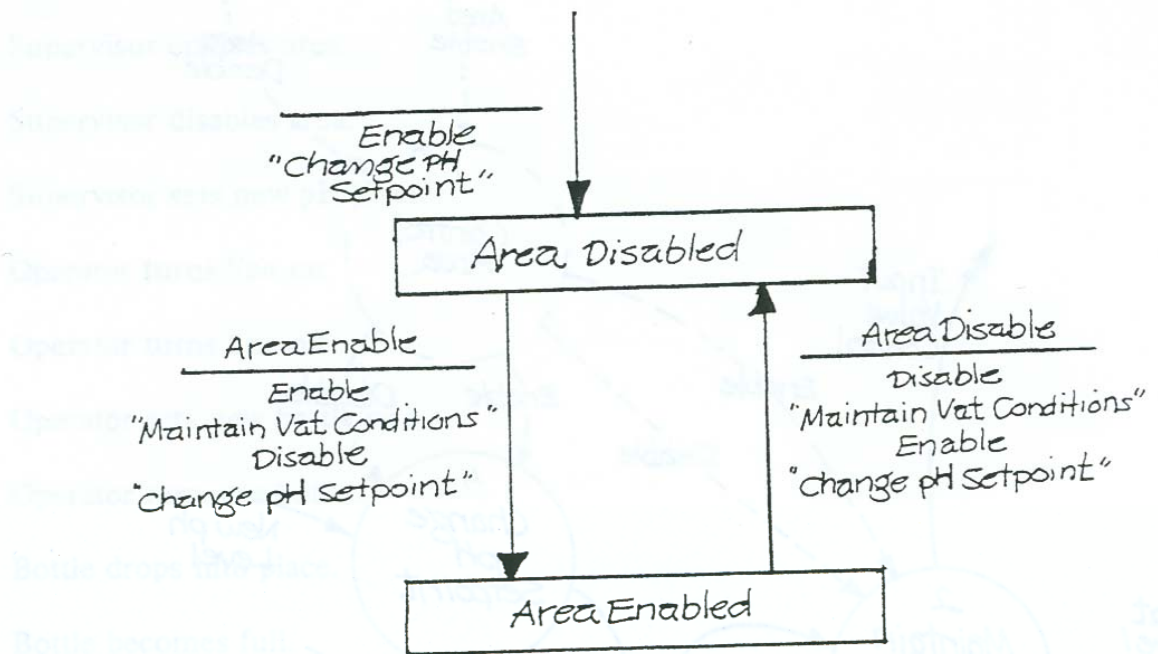 Enable
"Change pH
Setpoint"
Area Disabled
Area Enable
Enable
"Maintain Vat Conditions"
Disable
"Change pH Setpoint"
Area Disable
Disable
"Maintain Vat Conditions"
Enable
"Change pH Setpoint"
Area Enabled